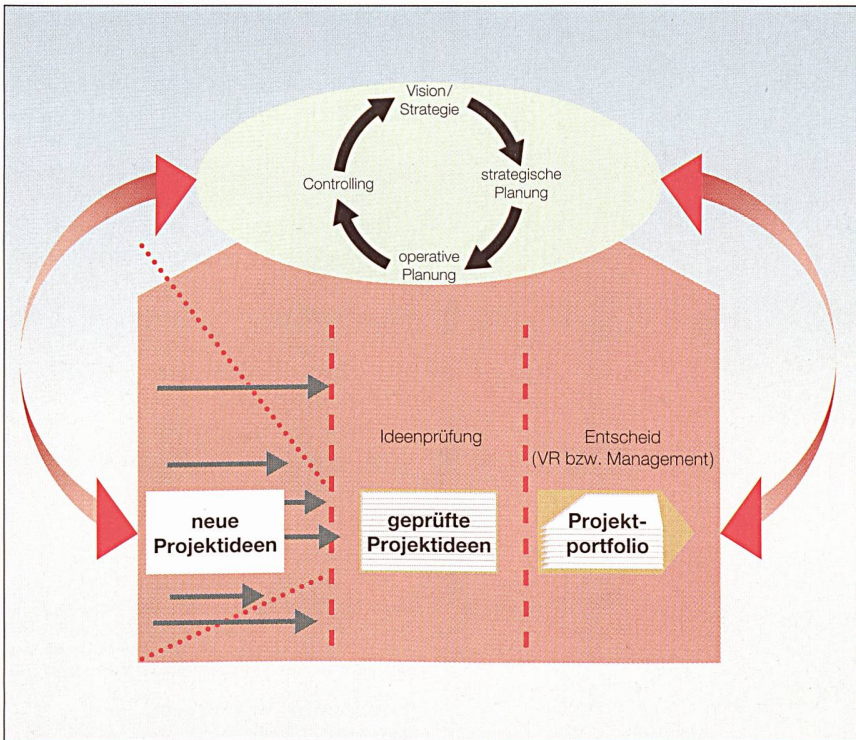 Vision/
Strategie
strategische
Planung
operative
Planung
Controlling
Ideenprüfung
Entscheid
(VR bzw. Management)
neue
Projektideen
geprüfte
Projektideen
Projekt-
portfolio